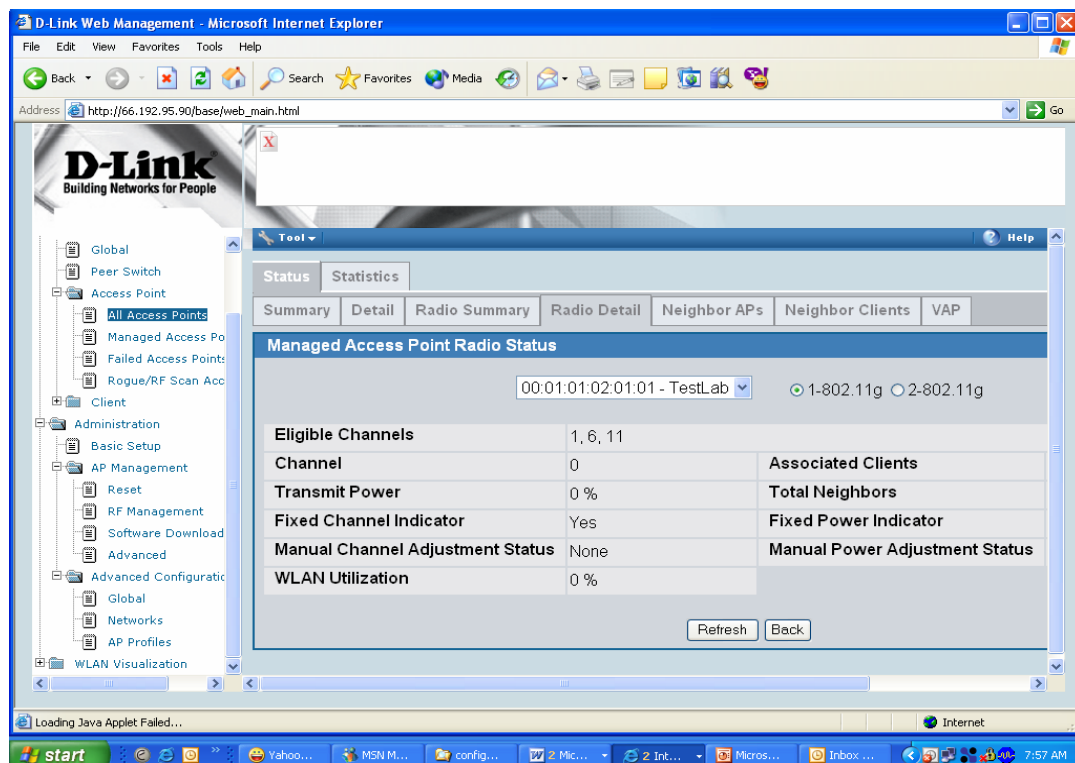 D-Link Web Management - Microsoft Internet Explorer
File Edit View Favorites Tools Help
Back Search Favorites Media
Address http://66.192.95.90/base/web_main.html Go
D-Link
Building Networks for People
Global
Peer Switch
Access Point
All Access Points
Managed Access Po
Failed Access Points
Rogue/RF Scan Acc
Client
Administration
Basic Setup
AP Management
Reset
RF Management
Software Download
Advanced
Advanced Configuratic
Global
Networks
AP Profiles
WLAN Visualization
Tool Help
Status Statistics
Summary Detail Radio Summary Radio Detail Neighbor APs Neighbor Clients VAP
Managed Access Point Radio Status
00:01:01:02:01:01 - TestLab 1-802.11g 2-802.11g
Eligible Channels 1, 6, 11
Channel 0 Associated Clients
Transmit Power 0 % Total Neighbors
Fixed Channel Indicator Yes Fixed Power Indicator
Manual Channel Adjustment Status None Manual Power Adjustment Status
WLAN Utilization 0 %
Refresh Back
Loading Java Applet Failed... Internet
start Yahoo... MSN M... config... 2 Mic... 2 Int... Micros... Inbox ... 7:57 AM